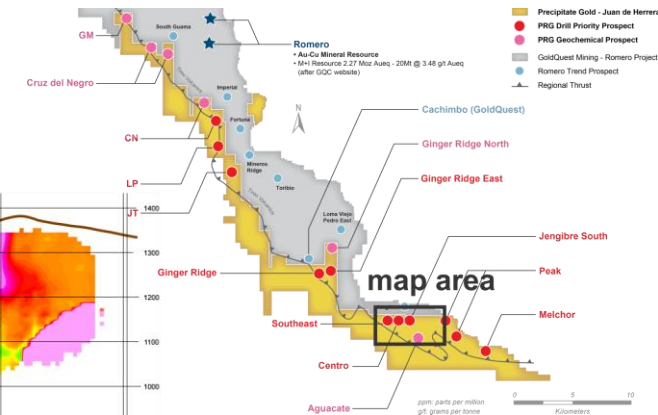 Precipitate Gold - Juan de Herrera
PRG Drill Priority Prospect
PRG Geochemical Prospect
GoldQuest Mining - Romero Project
Romero Trend Prospect
Regional Thrust
GM
South Guama
Romero
• Au-Cu Mineral Resource
• M+I Resource 2.27 Moz Aueq - 20Mt @ 3.48 g/t Aueq
(after GQC website)
Cruz del Negro
Imperial
Fortuna
N
Cachimbo (GoldQuest)
CN
Mineros
Ridge
Ginger Ridge North
LP
Toribio
Ginger Ridge East
JT
Loma Viejo
Pedro East
Jengibre South
Ginger Ridge
map area
Peak
Southeast
Melchor
Centro
Aguacate
ppm: parts per million
g/t: grams per tonne
0 5 10
Kilometers
1400
1300
1200
1100
1000